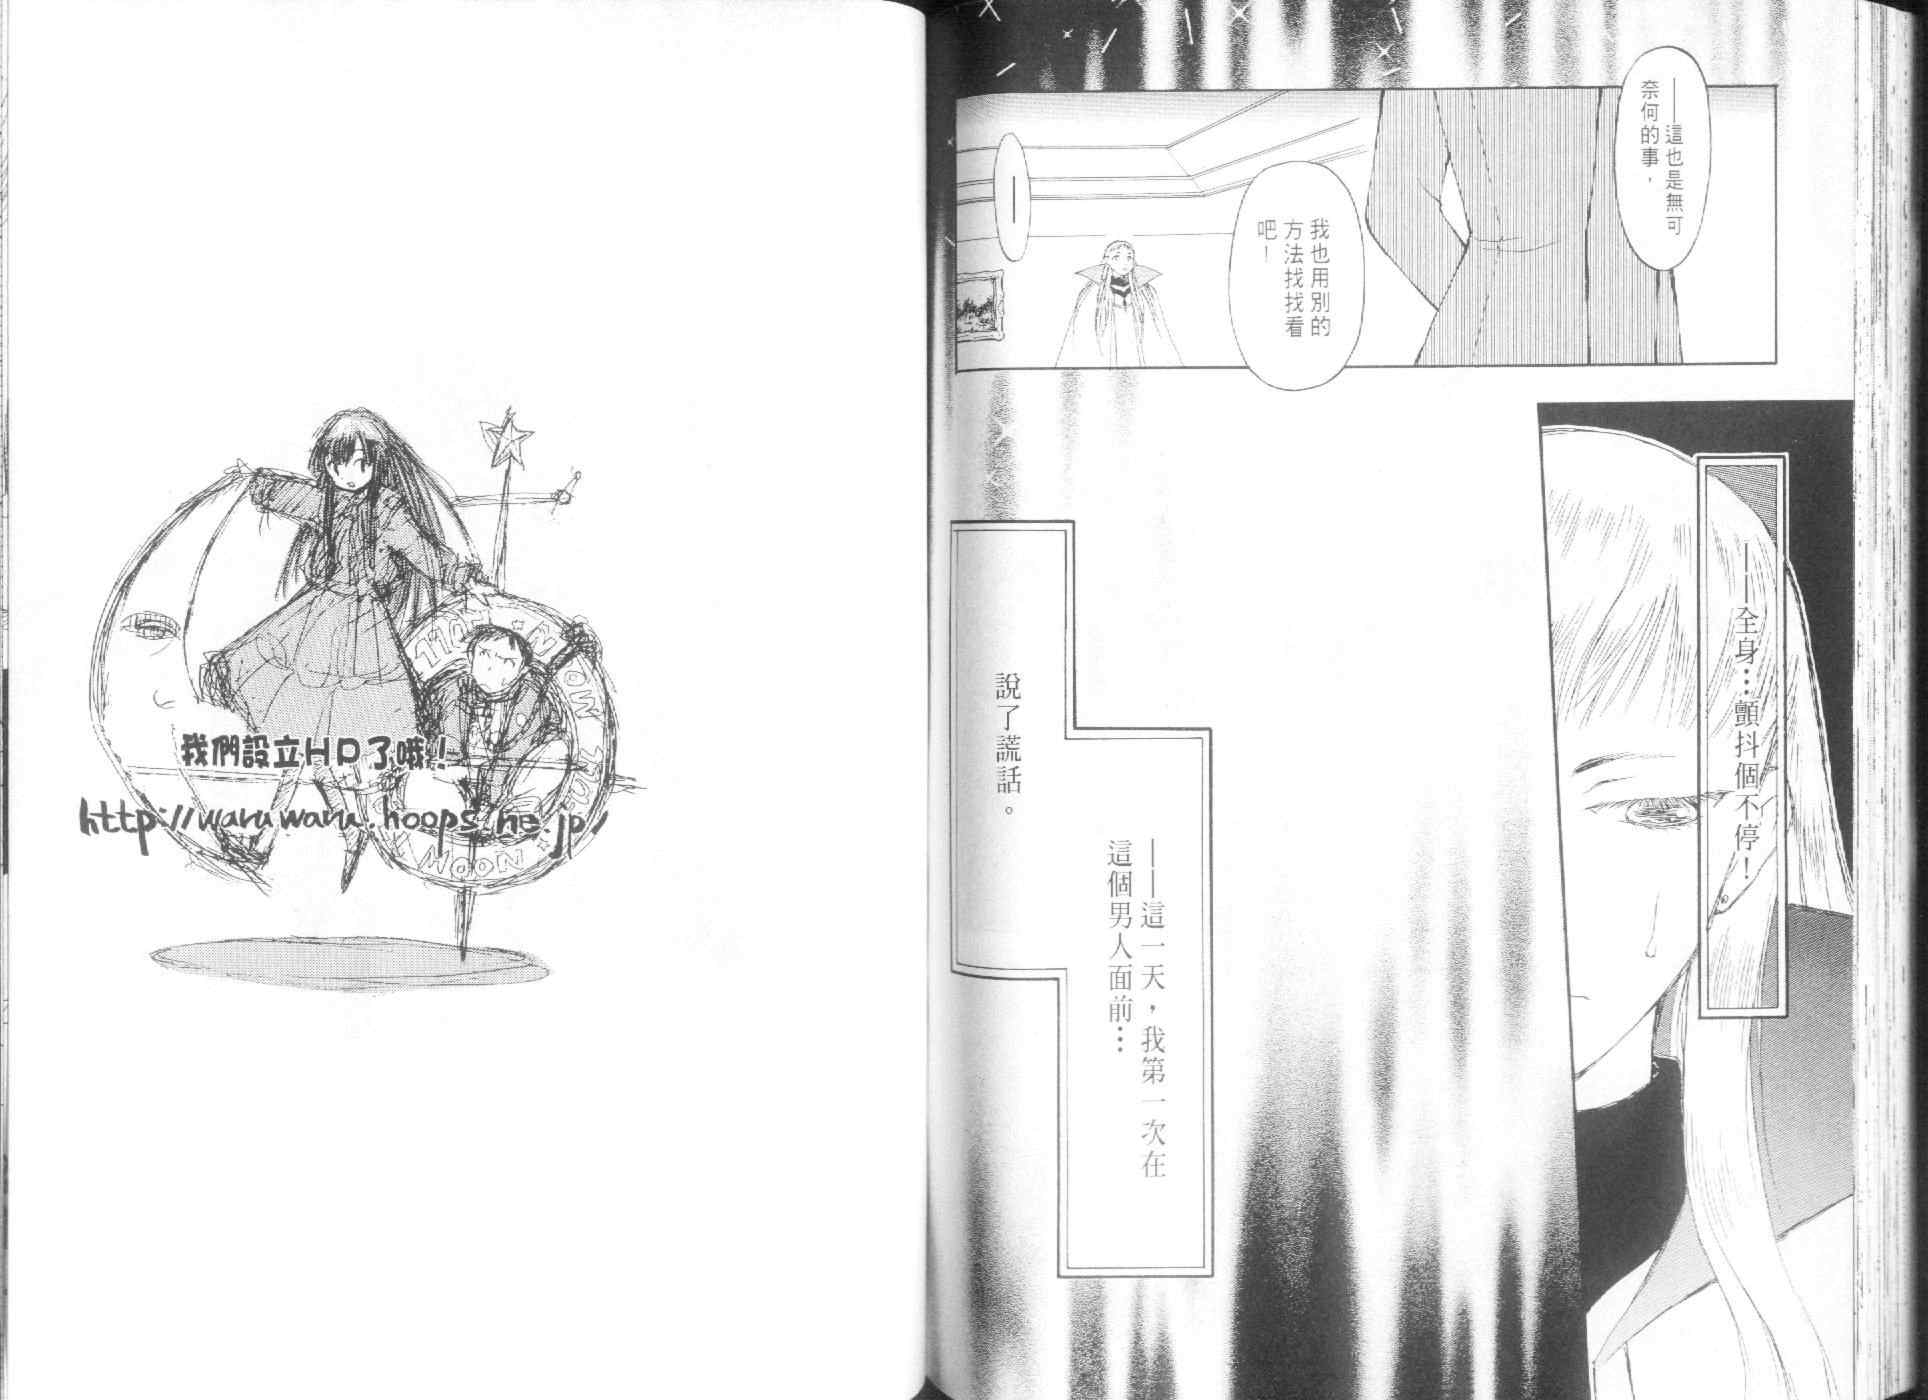 ——這也是無可
奈何的事，
我也用別的
方法找找看
吧！
——
——全身…顫抖個不停！
——這一天，我第一次在
這個男人面前…
說了謊話。
我們設立HP了哦！
http://waruwaru.hoops.ne.jp/
MOON